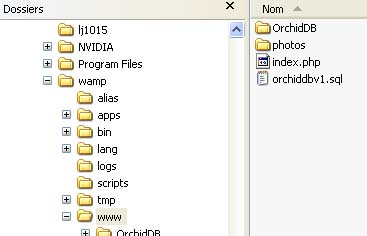 Dossiers
lj1015
NVIDIA
Program Files
wamp
alias
apps
bin
lang
logs
scripts
tmp
www
OrchidDB
Nom
OrchidDB
photos
index.php
orchiddbv1.sql